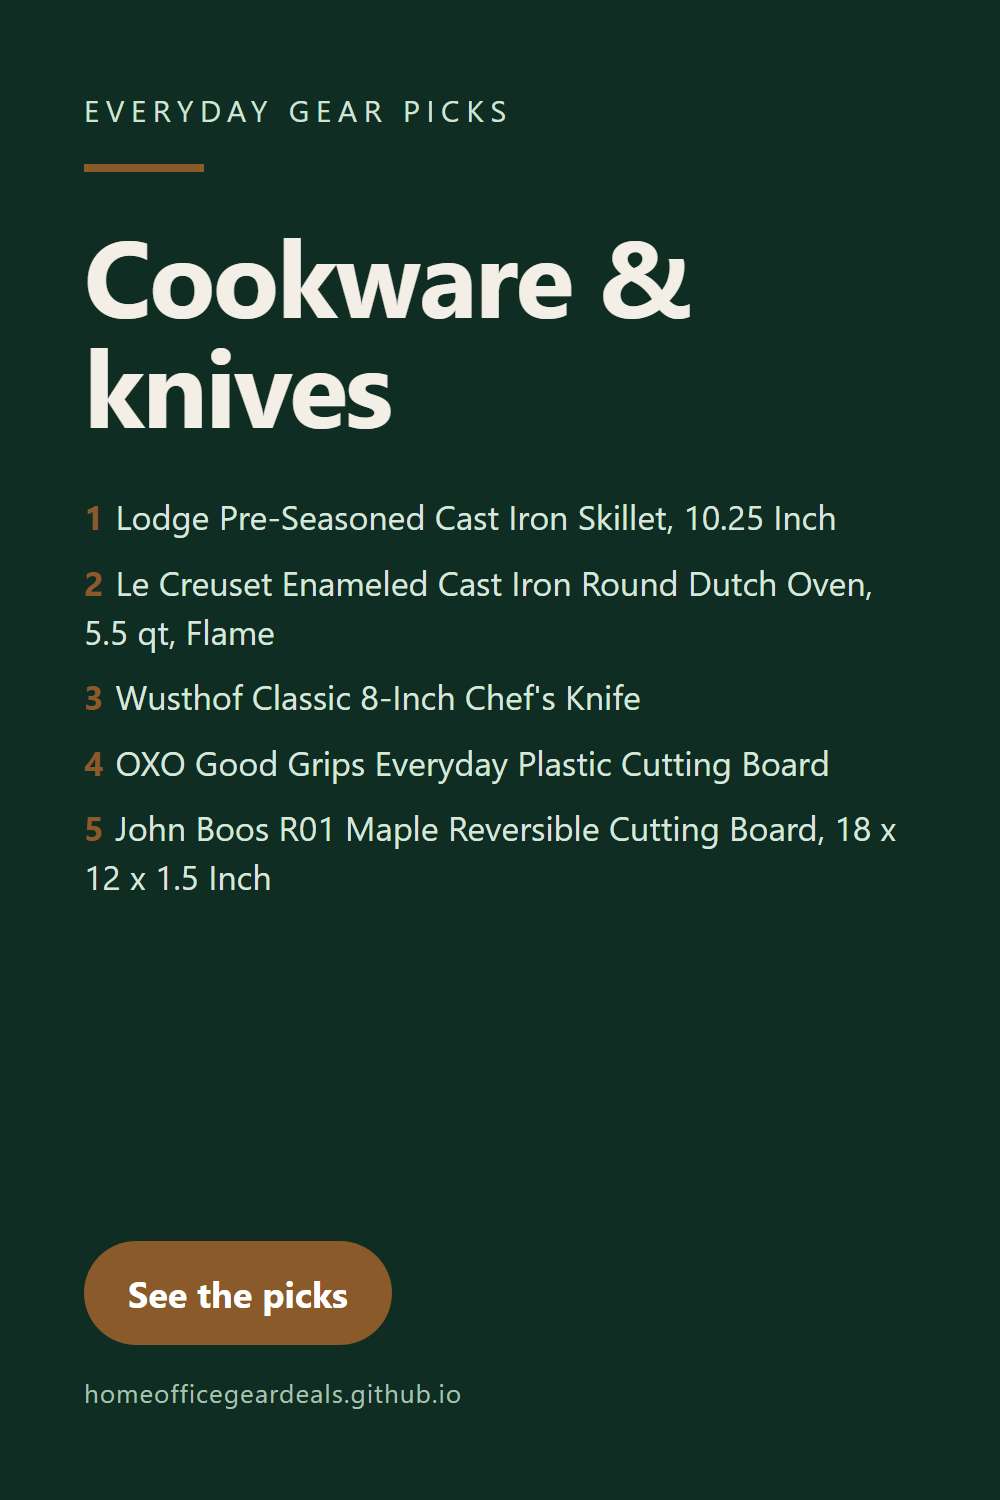 EVERYDAY GEAR PICKS
Cookware &
knives
1 Lodge Pre-Seasoned Cast Iron Skillet, 10.25 Inch
2 Le Creuset Enameled Cast Iron Round Dutch Oven,
5.5 qt, Flame
3 Wusthof Classic 8-Inch Chef's Knife
4 OXO Good Grips Everyday Plastic Cutting Board
5 John Boos R01 Maple Reversible Cutting Board, 18 x
12 x 1.5 Inch
See the picks
homeofficegeardeals.github.io